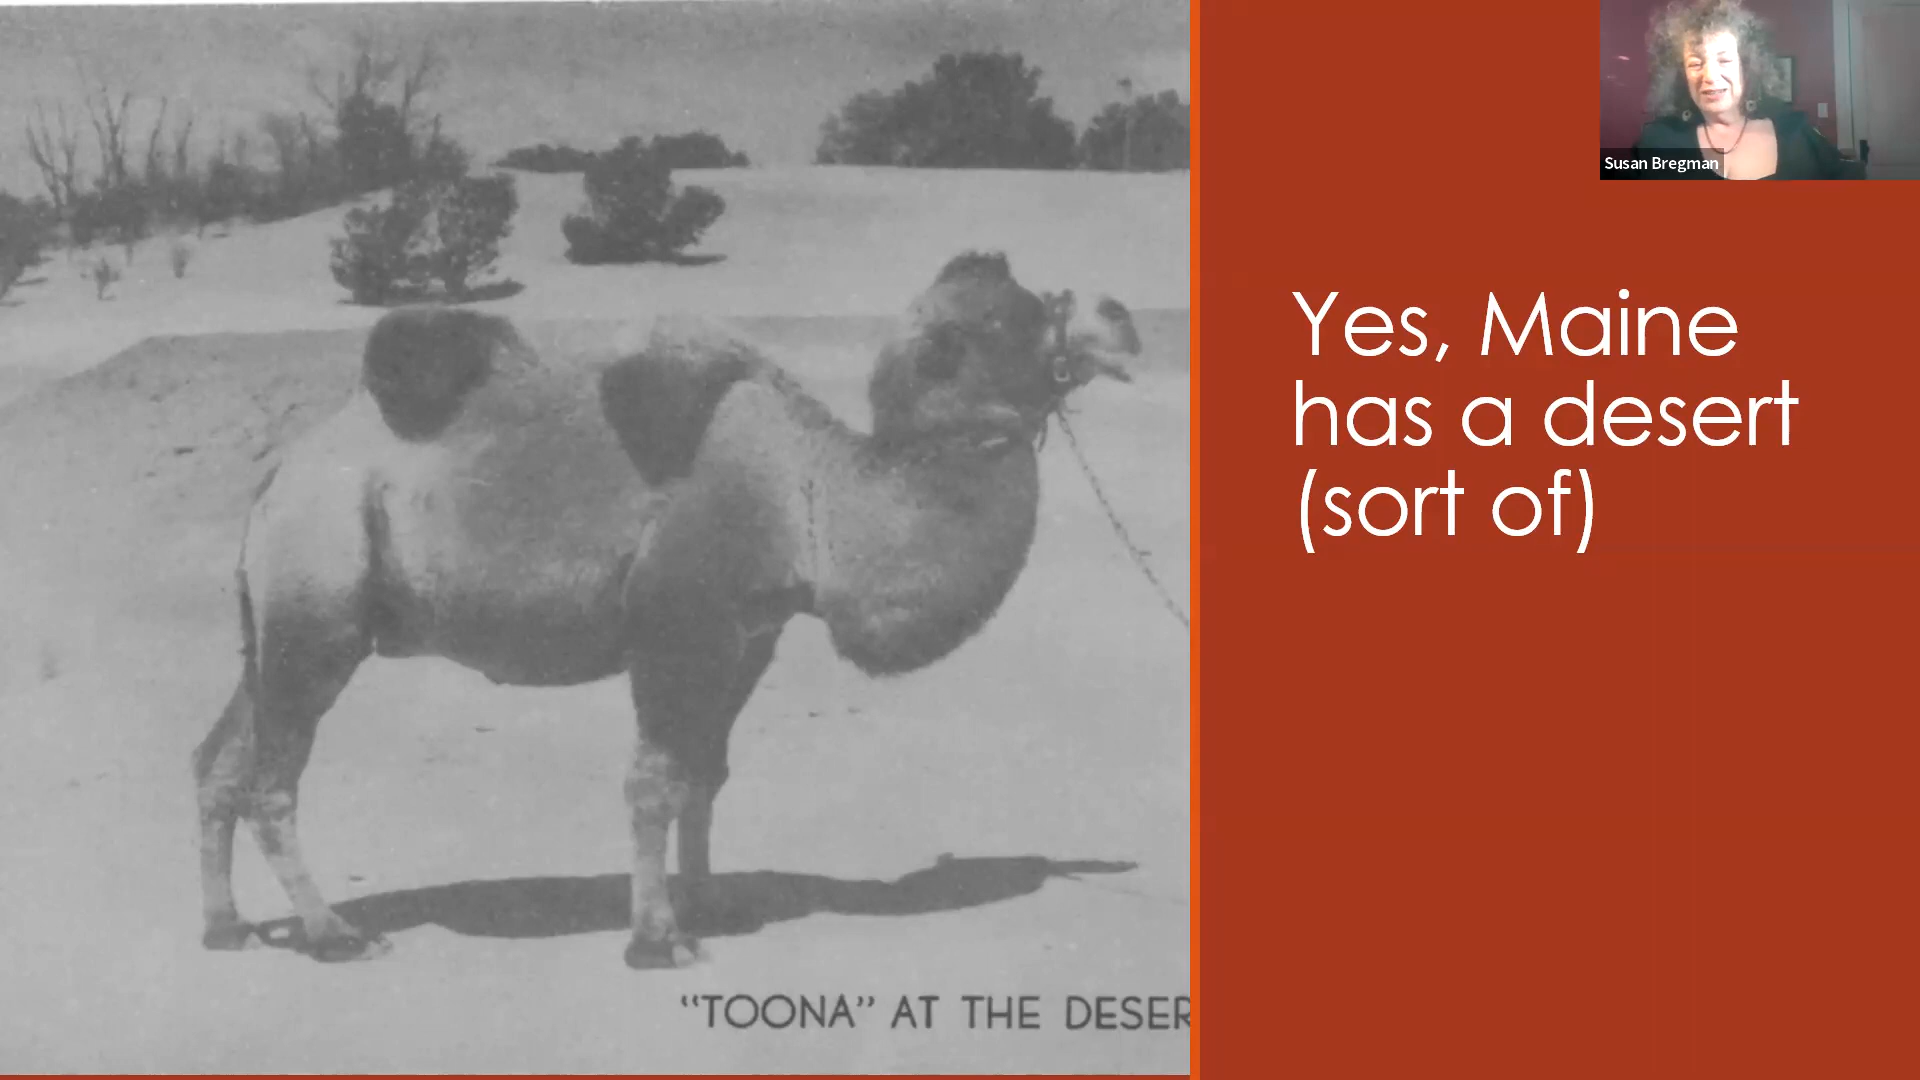 Susan Bregman
Yes, Maine
has a desert
(sort of)
“TOONA” AT THE DESER